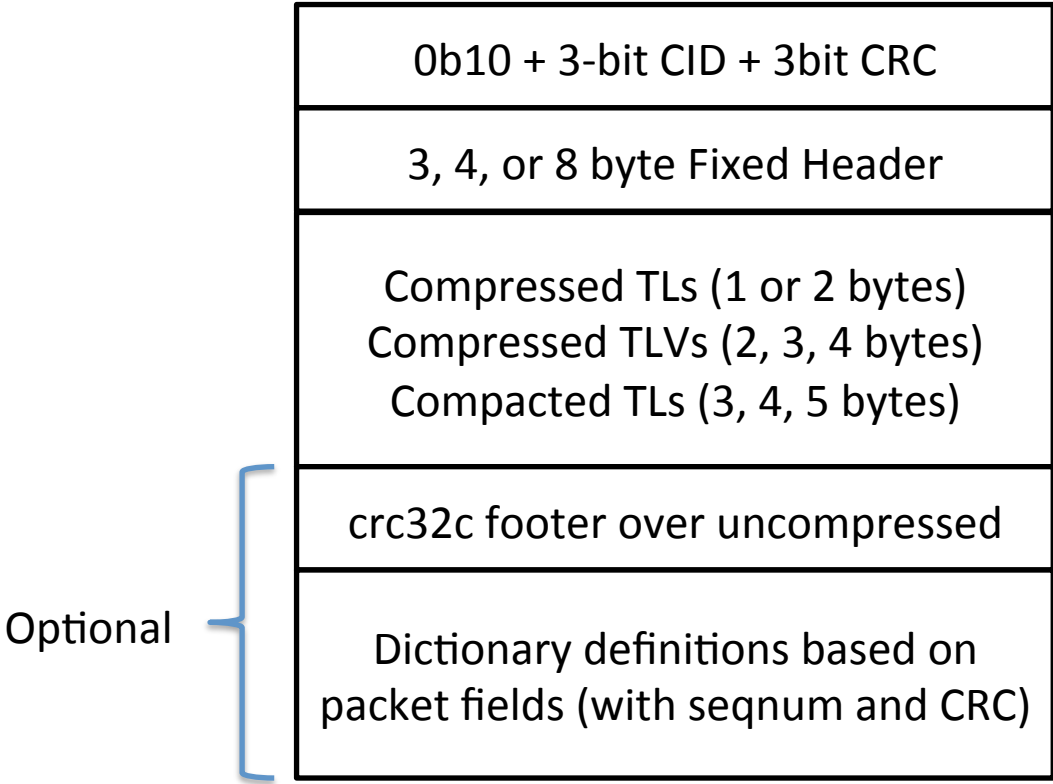 0b10 + 3-bit CID + 3bit CRC
3, 4, or 8 byte Fixed Header
Compressed TLs (1 or 2 bytes)
Compressed TLVs (2, 3, 4 bytes)
Compacted TLs (3, 4, 5 bytes)
crc32c footer over uncompressed
Optional
Dictionary definitions based on
packet fields (with seqnum and CRC)